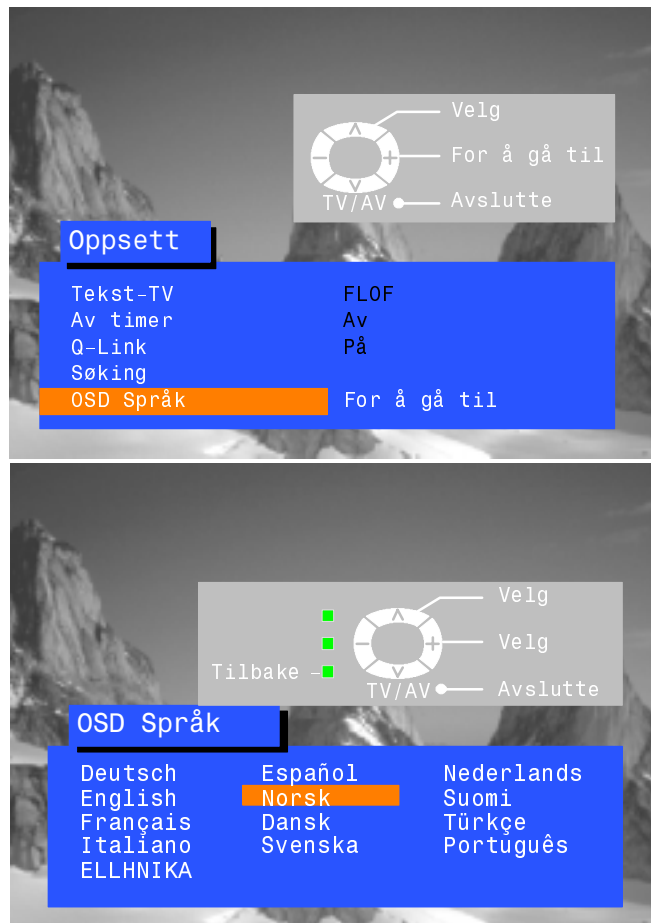 Velg
For å gå til
TV/AV Avslutte
Oppsett
Tekst-TV FLOF
Av timer Av
Q-Link På
Søking
OSD Språk For å gå til
Velg
Velg
Tilbake
TV/AV Avslutte
OSD Språk
Deutsch Español Nederlands
English Norsk Suomi
Français Dansk Türkçe
Italiano Svenska Português
ELLHNIKA